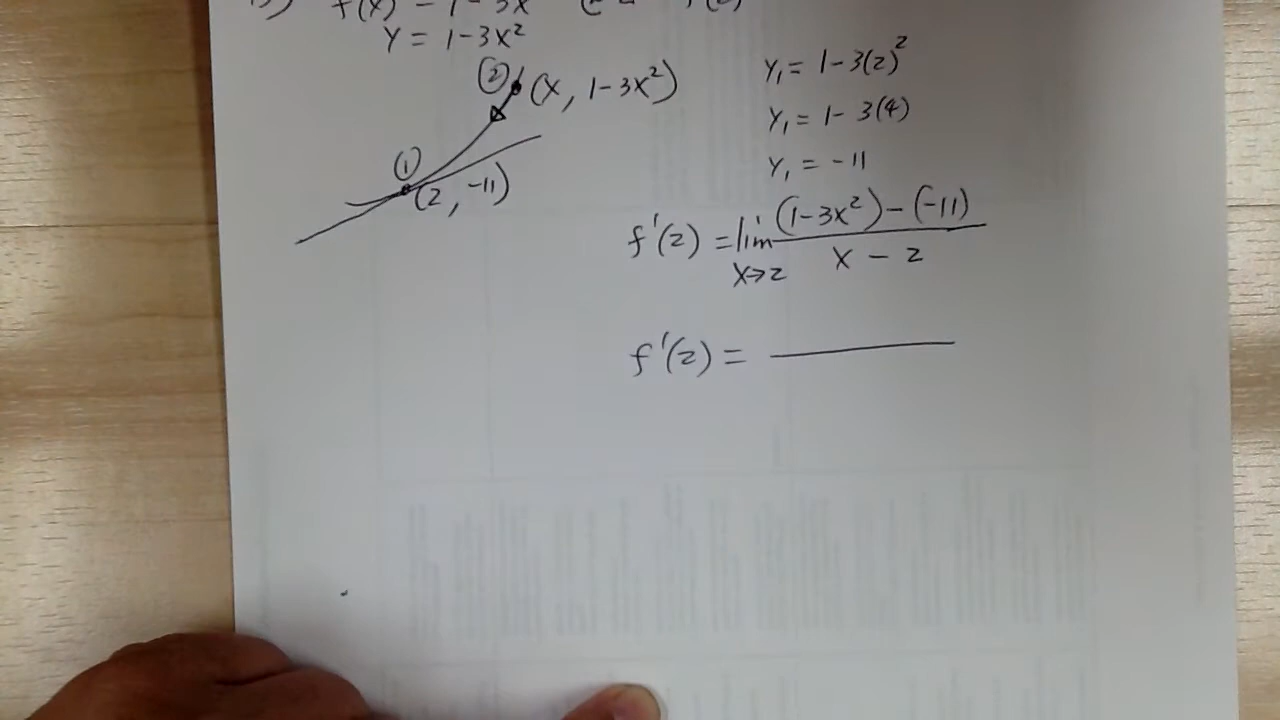 Y = 1-3x²
② (x, 1-3x²)
① (2, -11)
y₁ = 1-3(2)²
y₁ = 1- 3(4)
y₁ = -11
f'(2) = lim x→2 (1-3x²)-(-11) / x - 2
f'(2) =